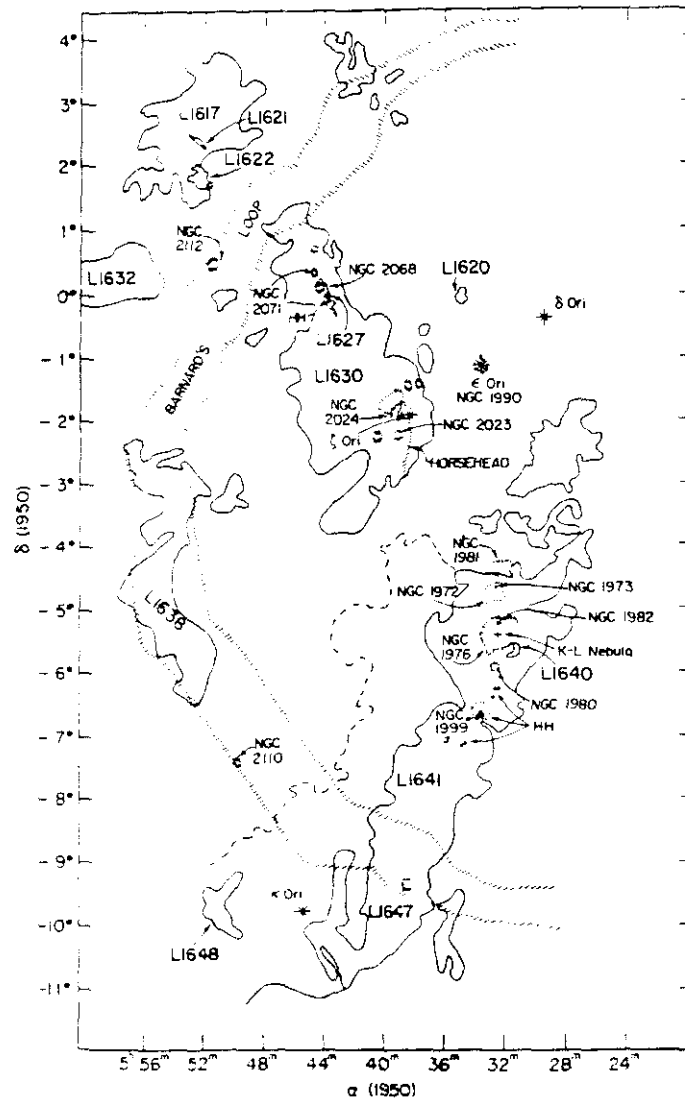 4°
3°
2°
1°
0°
-1°
-2°
-3°
-4°
-5°
-6°
-7°
-8°
-9°
-10°
-11°
δ (1950)
L1617
L1621
L1622
LOOP
NGC
2112
L1632
NGC 2068
L1620
NGC
2071
HH?
δ Ori
L1627
BARNARD'S
L1630
ε Ori
NGC 1990
NGC
2024
ζ Ori
NGC 2023
HORSEHEAD
NGC
1981
NGC 1972
NGC 1973
L1638
NGC 1982
NGC
1976
K-L Nebula
L1640
NGC 1980
NGC
1999
HH
NGC
2110
L1641
κ Ori
L1647
L1648
5ʰ56ᵐ 52ᵐ 48ᵐ 44ᵐ 40ᵐ 36ᵐ 32ᵐ 28ᵐ 24ᵐ
α (1950)